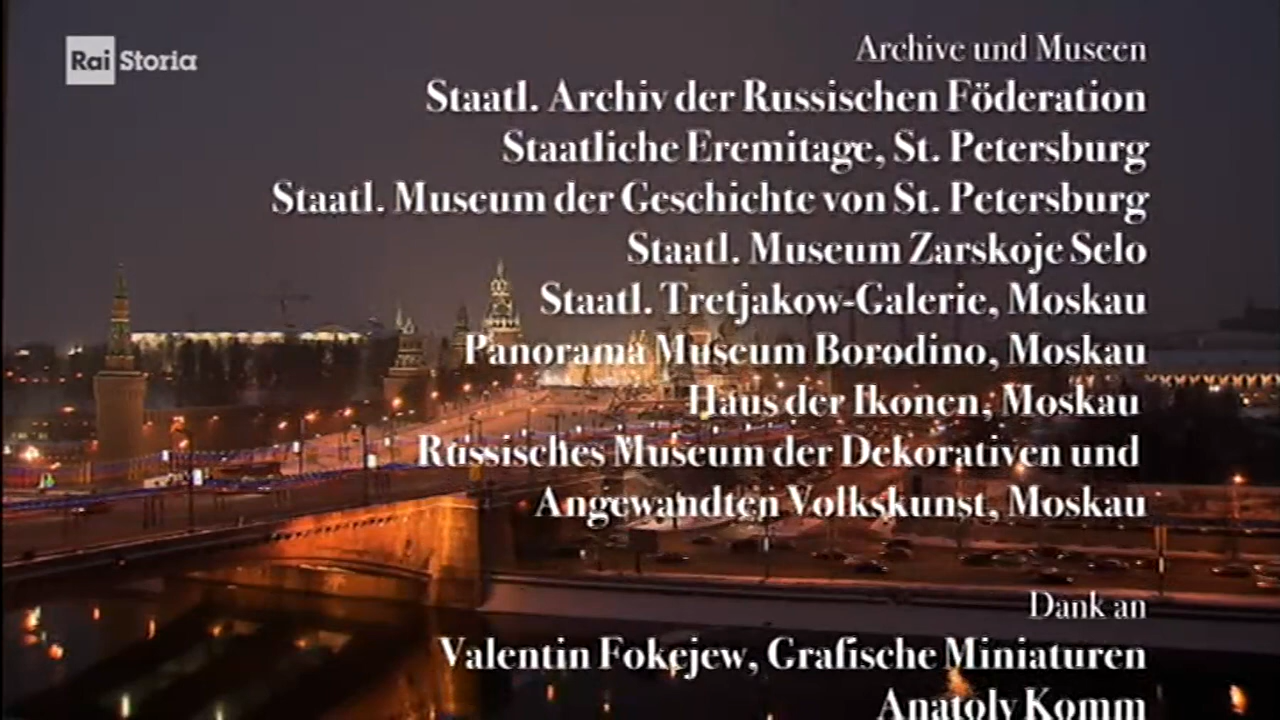 Rai Storia
Archive und Museen
Staatl. Archiv der Russischen Föderation
Staatliche Eremitage, St. Petersburg
Staatl. Museum der Geschichte von St. Petersburg
Staatl. Museum Zarskoje Selo
Staatl. Tretjakow-Galerie, Moskau
Panorama Museum Borodino, Moskau
Haus der Ikonen, Moskau
Russisches Museum der Dekorativen und
Angewandten Volkskunst, Moskau
Dank an
Valentin Fokejew, Grafische Miniaturen
Anatoly Komm